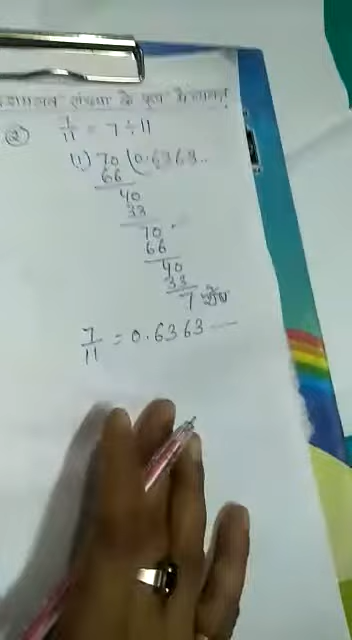 संख्या के
② 7/11 = 7 ÷ 11
11) 70 (0.6363..
66
40
33
70
66
40
33
7 शेष
7/11 = 0.6363